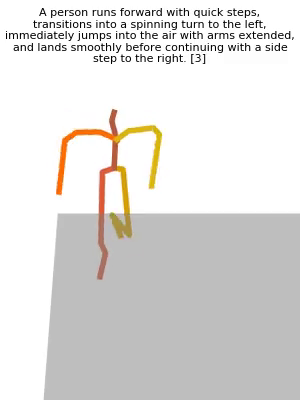 A person runs forward with quick steps,
transitions into a spinning turn to the left,
immediately jumps into the air with arms extended,
and lands smoothly before continuing with a side
step to the right. [3]